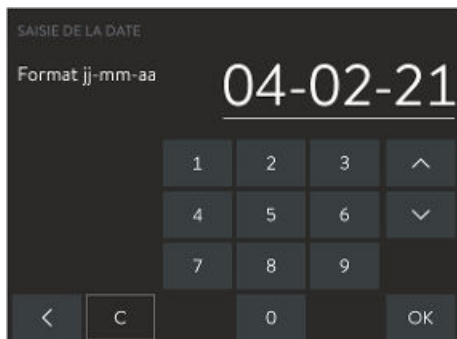 SAISIE DE LA DATE
Format jj-mm-aa
04-02-21
1 2 3
4 5 6
7 8 9
C 0 OK